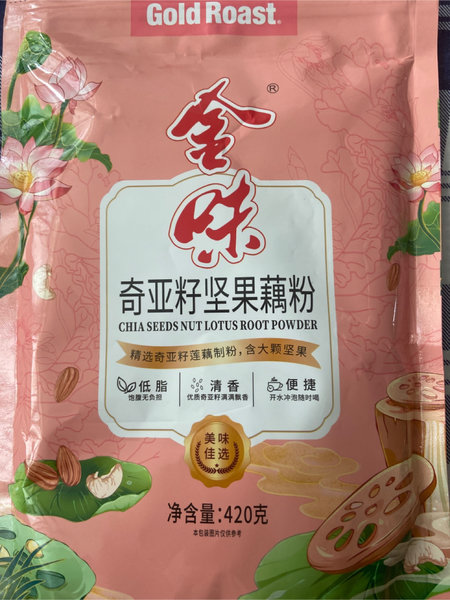 Gold Roast®
金味®
奇亚籽坚果藕粉
CHIA SEEDS NUT LOTUS ROOT POWDER
精选奇亚籽莲藕制粉,含大颗坚果
低脂 清香 便捷
饱腹无负担 优质奇亚籽满满飘香 开水冲泡随时喝
美味
佳选
净含量:420克
本包装图片仅供参考